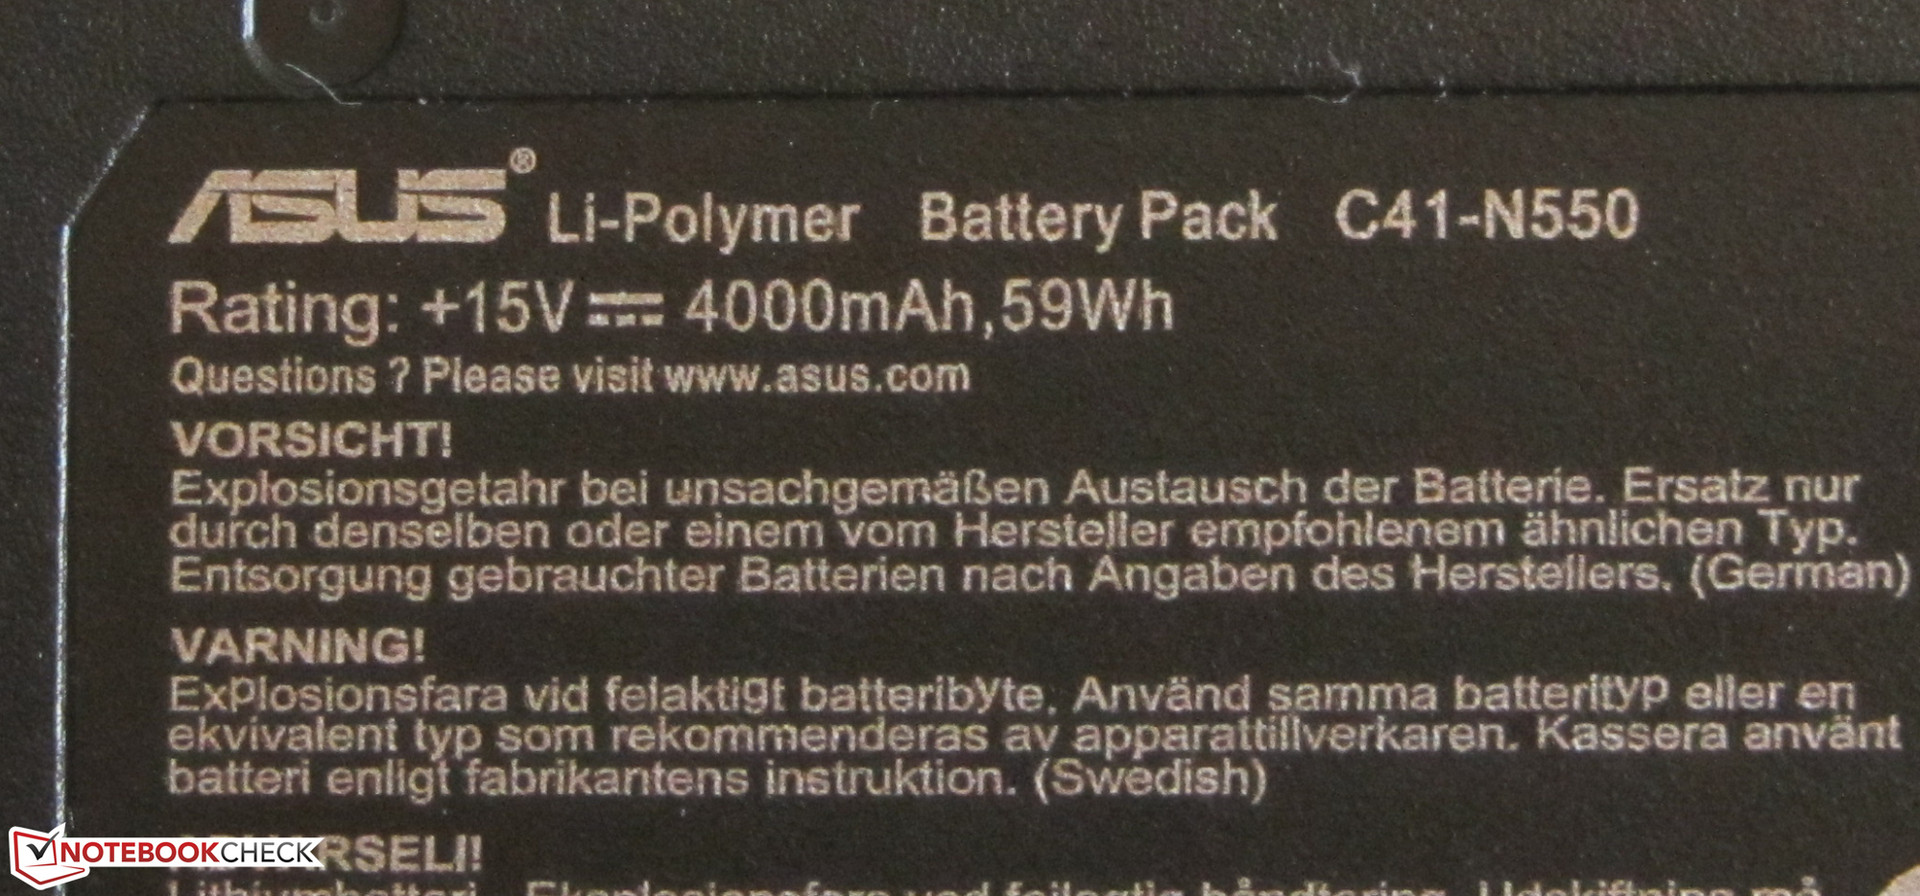 ASUS® Li-Polymer Battery Pack C41-N550
Rating: +15V⎓4000mAh,59Wh
Questions ? Please visit www.asus.com
VORSICHT!
Explosionsgetahr bei unsachgemäßen Austausch der Batterie. Ersatz nur
durch denselben oder einem vom Hersteller empfohlenem ähnlichen Typ.
Entsorgung gebrauchter Batterien nach Angaben des Herstellers. (German)
VARNING!
Explosionsfara vid felaktigt batteribyte. Använd samma batterityp eller en
ekvivalent typ som rekommenderas av apparattillverkaren. Kassera använt
batteri enligt fabrikantens instruktion. (Swedish)
NOTEBOOKCHECK